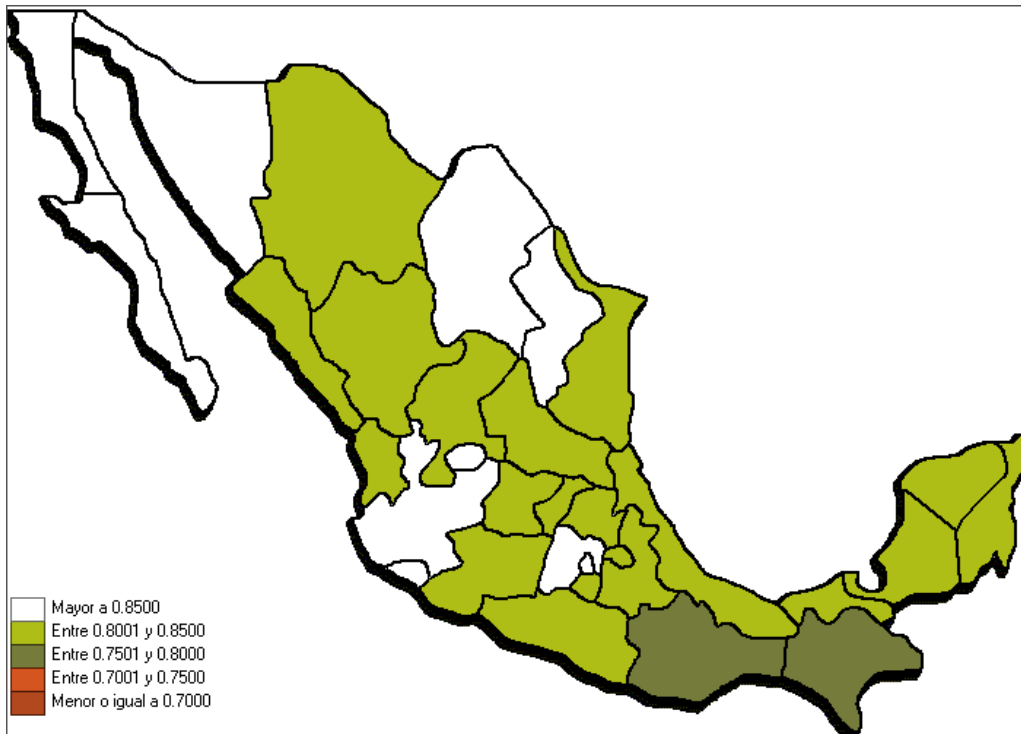 Mayor a 0.8500
Entre 0.8001 y 0.8500
Entre 0.7501 y 0.8000
Entre 0.7001 y 0.7500
Menor o igual a 0.7000